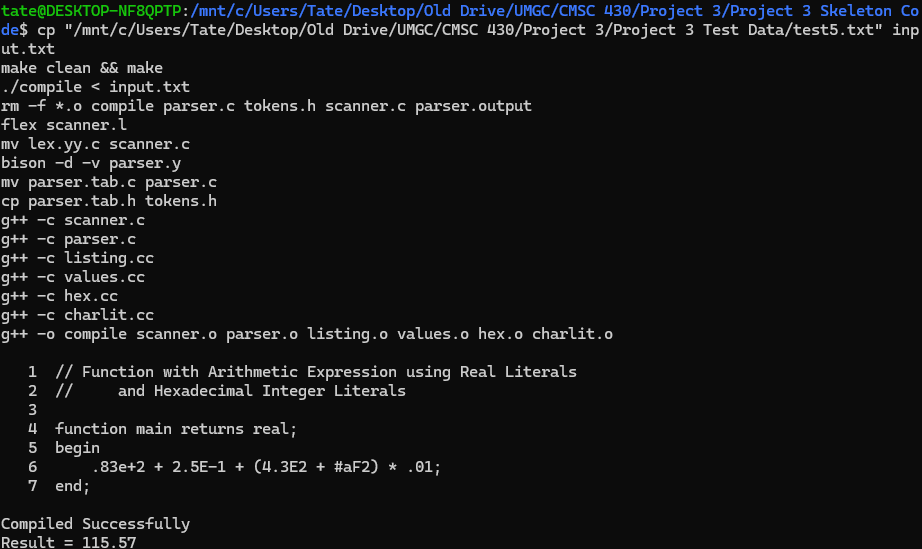 tate@DESKTOP-NF8QPTP:/mnt/c/Users/Tate/Desktop/Old Drive/UMGC/CMSC 430/Project 3/Project 3 Skeleton Co
de$ cp "/mnt/c/Users/Tate/Desktop/Old Drive/UMGC/CMSC 430/Project 3/Project 3 Test Data/test5.txt" inp
ut.txt
make clean && make
./compile < input.txt
rm -f *.o compile parser.c tokens.h scanner.c parser.output
flex scanner.l
mv lex.yy.c scanner.c
bison -d -v parser.y
mv parser.tab.c parser.c
cp parser.tab.h tokens.h
g++ -c scanner.c
g++ -c parser.c
g++ -c listing.cc
g++ -c values.cc
g++ -c hex.cc
g++ -c charlit.cc
g++ -o compile scanner.o parser.o listing.o values.o hex.o charlit.o

   1  // Function with Arithmetic Expression using Real Literals
   2  //     and Hexadecimal Integer Literals
   3
   4  function main returns real;
   5  begin
   6      .83e+2 + 2.5E-1 + (4.3E2 + #aF2) * .01;
   7  end;

Compiled Successfully
Result = 115.57